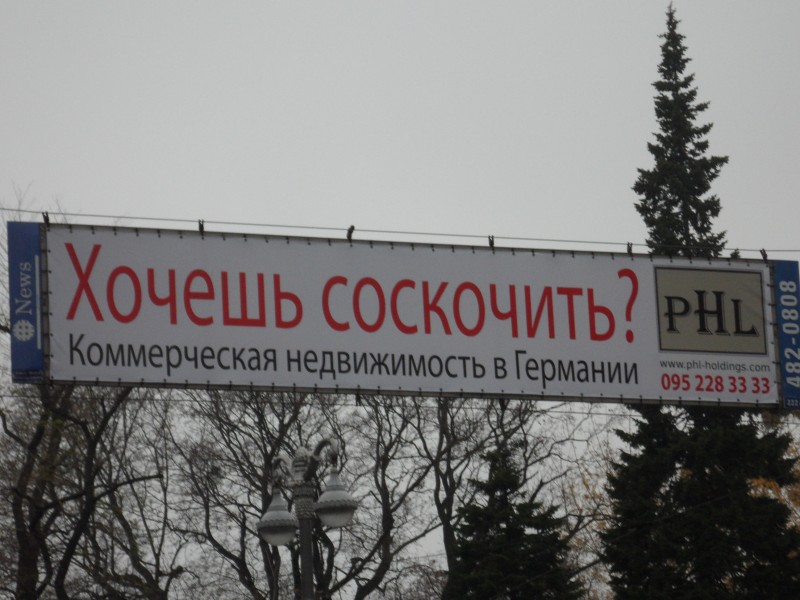 News
Хочешь соскочить?
Коммерческая недвижимость в Германии
PHL
www.phl-holdings.com
095 228 33 33
482-0808